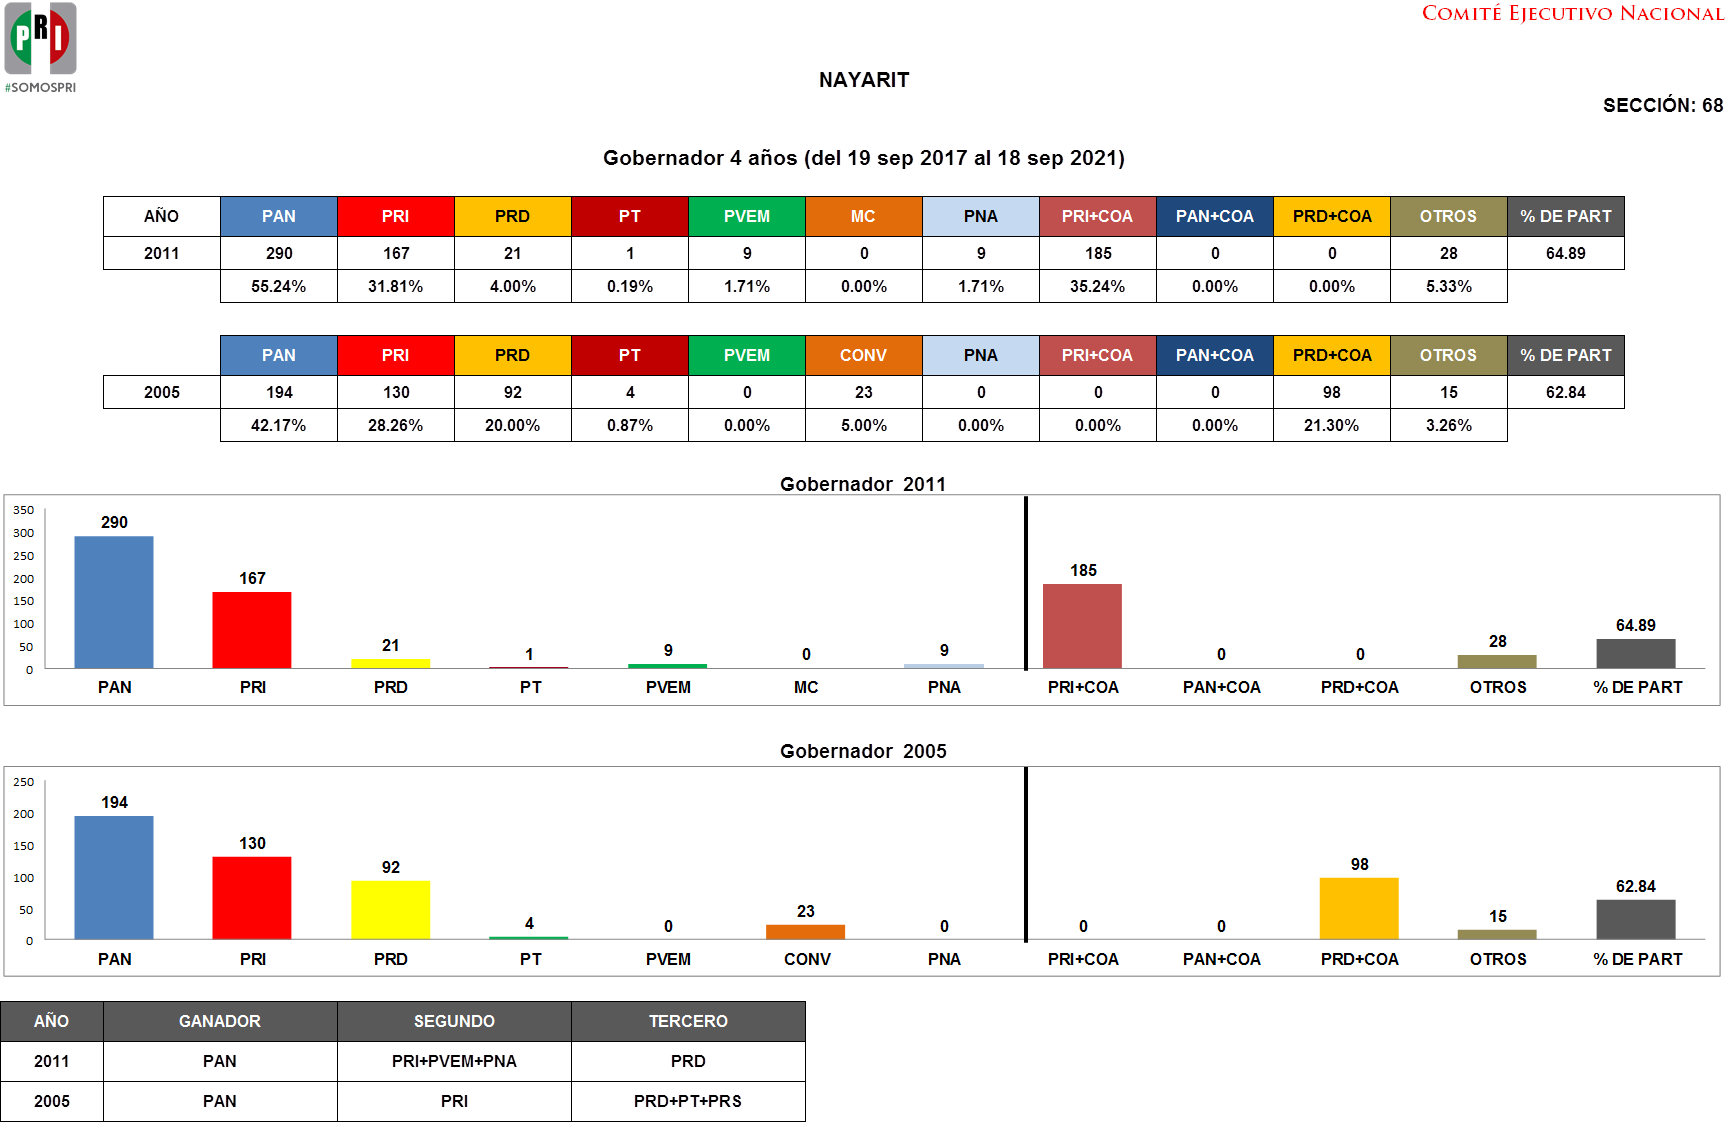 PRI
#SOMOSPRI
COMITÉ EJECUTIVO NACIONAL
NAYARIT
SECCIÓN: 68
Gobernador 4 años (del 19 sep 2017 al 18 sep 2021)
AÑO PAN PRI PRD PT PVEM MC PNA PRI+COA PAN+COA PRD+COA OTROS % DE PART
2011 290 167 21 1 9 0 9 185 0 0 28 64.89
55.24% 31.81% 4.00% 0.19% 1.71% 0.00% 1.71% 35.24% 0.00% 0.00% 5.33%
PAN PRI PRD PT PVEM CONV PNA PRI+COA PAN+COA PRD+COA OTROS % DE PART
2005 194 130 92 4 0 23 0 0 0 98 15 62.84
42.17% 28.26% 20.00% 0.87% 0.00% 5.00% 0.00% 0.00% 0.00% 21.30% 3.26%
Gobernador 2011
350
300
250
200
150
100
50
0
290 167 21 1 9 0 9 185 0 0 28 64.89
PAN PRI PRD PT PVEM MC PNA PRI+COA PAN+COA PRD+COA OTROS % DE PART
Gobernador 2005
250
200
150
100
50
0
194 130 92 4 0 23 0 0 0 98 15 62.84
PAN PRI PRD PT PVEM CONV PNA PRI+COA PAN+COA PRD+COA OTROS % DE PART
AÑO GANADOR SEGUNDO TERCERO
2011 PAN PRI+PVEM+PNA PRD
2005 PAN PRI PRD+PT+PRS